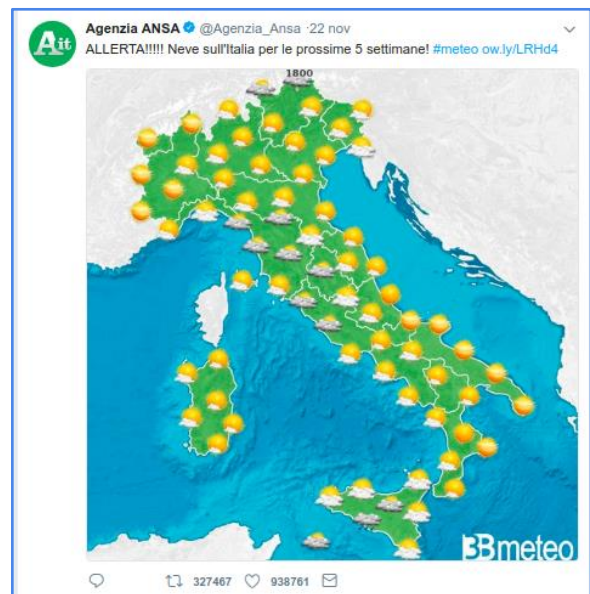 Ait
Agenzia ANSA @Agenzia_Ansa ·22 nov
ALLERTA!!!!! Neve sull'Italia per le prossime 5 settimane! #meteo ow.ly/LRHd4
1800
3Bmeteo
327467 938761